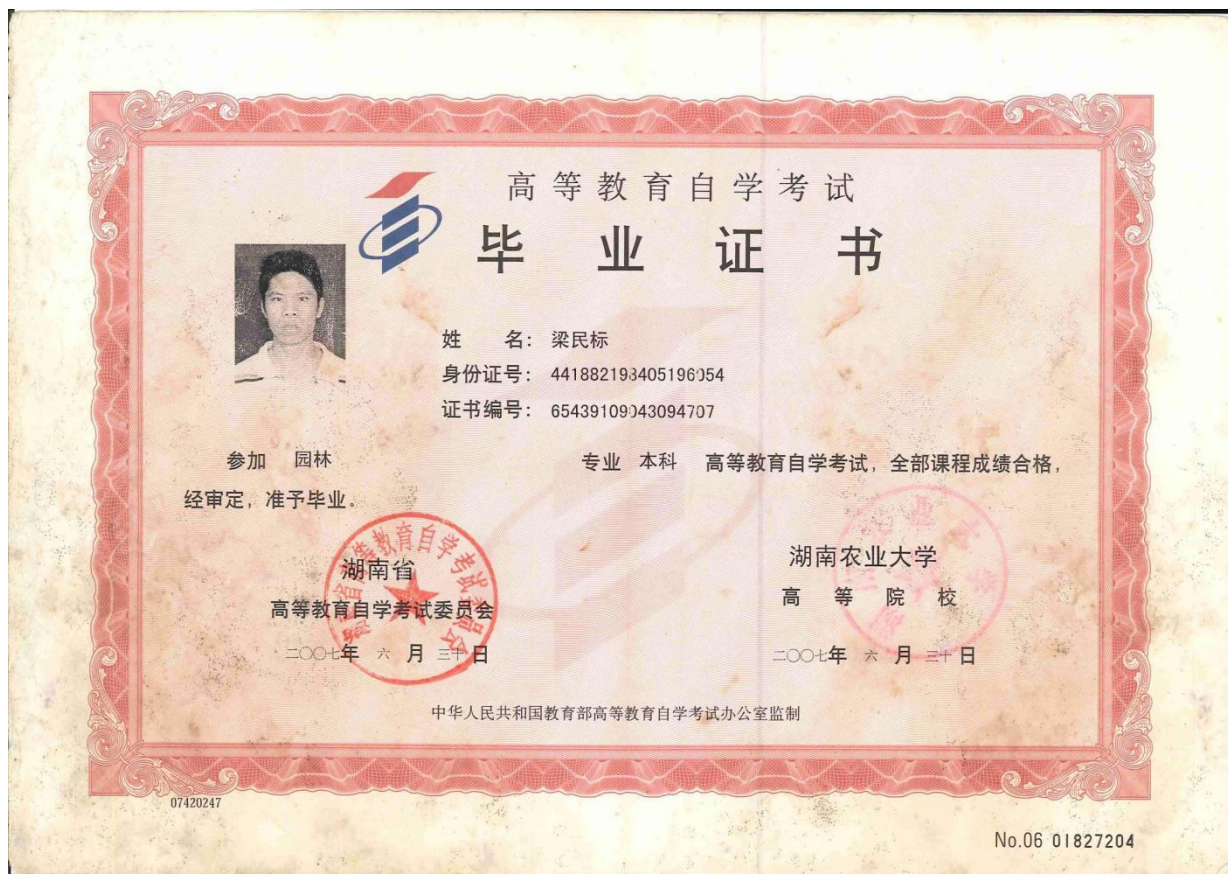 高等教育自学考试
毕业证书
姓 名： 梁民标
身份证号： 441882198405196054
证书编号： 65439109043094707
参加 园林 专业 本科 高等教育自学考试，全部课程成绩合格，
经审定，准予毕业。
湖南省
高等教育自学考试委员会
二〇〇七年 六 月 三十 日
湖南农业大学
高 等 院 校
二〇〇七年 六 月 三十 日
中华人民共和国教育部高等教育自学考试办公室监制
07420247
No.06 01827204